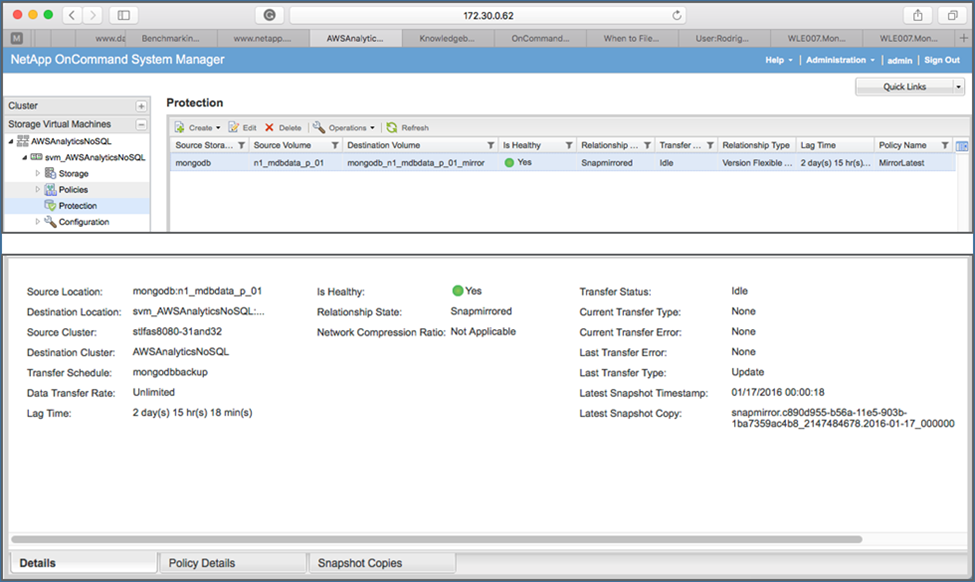 172.30.0.62
M www.da Benchmarkin... www.netapp.... AWSAnalytic... Knowledgeb... OnCommand... When to File... User:Rodrig... WLE007.Mon... WLE007.Mon... +
NetApp OnCommand System Manager Help Administration | admin | Sign Out
Quick Links
Cluster
Storage Virtual Machines
AWSAnalyticsNoSQL
svm_AWSAnalyticsNoSQL
Storage
Policies
Protection
Configuration
Protection
Create Edit Delete Operations Refresh
Source Stora... Source Volume Destination Volume Is Healthy Relationship ... Transfer ... Relationship Type Lag Time Policy Name
mongodb n1_mdbdata_p_01 mongodb_n1_mdbdata_p_01_mirror Yes Snapmirrored Idle Version Flexible ... 2 day(s) 15 hr(s)... MirrorLatest
Source Location: mongodb:n1_mdbdata_p_01
Destination Location: svm_AWSAnalyticsNoSQL:...
Source Cluster: stlfas8080-31and32
Destination Cluster: AWSAnalyticsNoSQL
Transfer Schedule: mongodbbackup
Data Transfer Rate: Unlimited
Lag Time: 2 day(s) 15 hr(s) 18 min(s)
Is Healthy: Yes
Relationship State: Snapmirrored
Network Compression Ratio: Not Applicable
Transfer Status: Idle
Current Transfer Type: None
Current Transfer Error: None
Last Transfer Error: None
Last Transfer Type: Update
Latest Snapshot Timestamp: 01/17/2016 00:00:18
Latest Snapshot Copy: snapmirror.c890d955-b56a-11e5-903b-
1ba7359ac4b8_2147484678.2016-01-17_000000
Details Policy Details Snapshot Copies